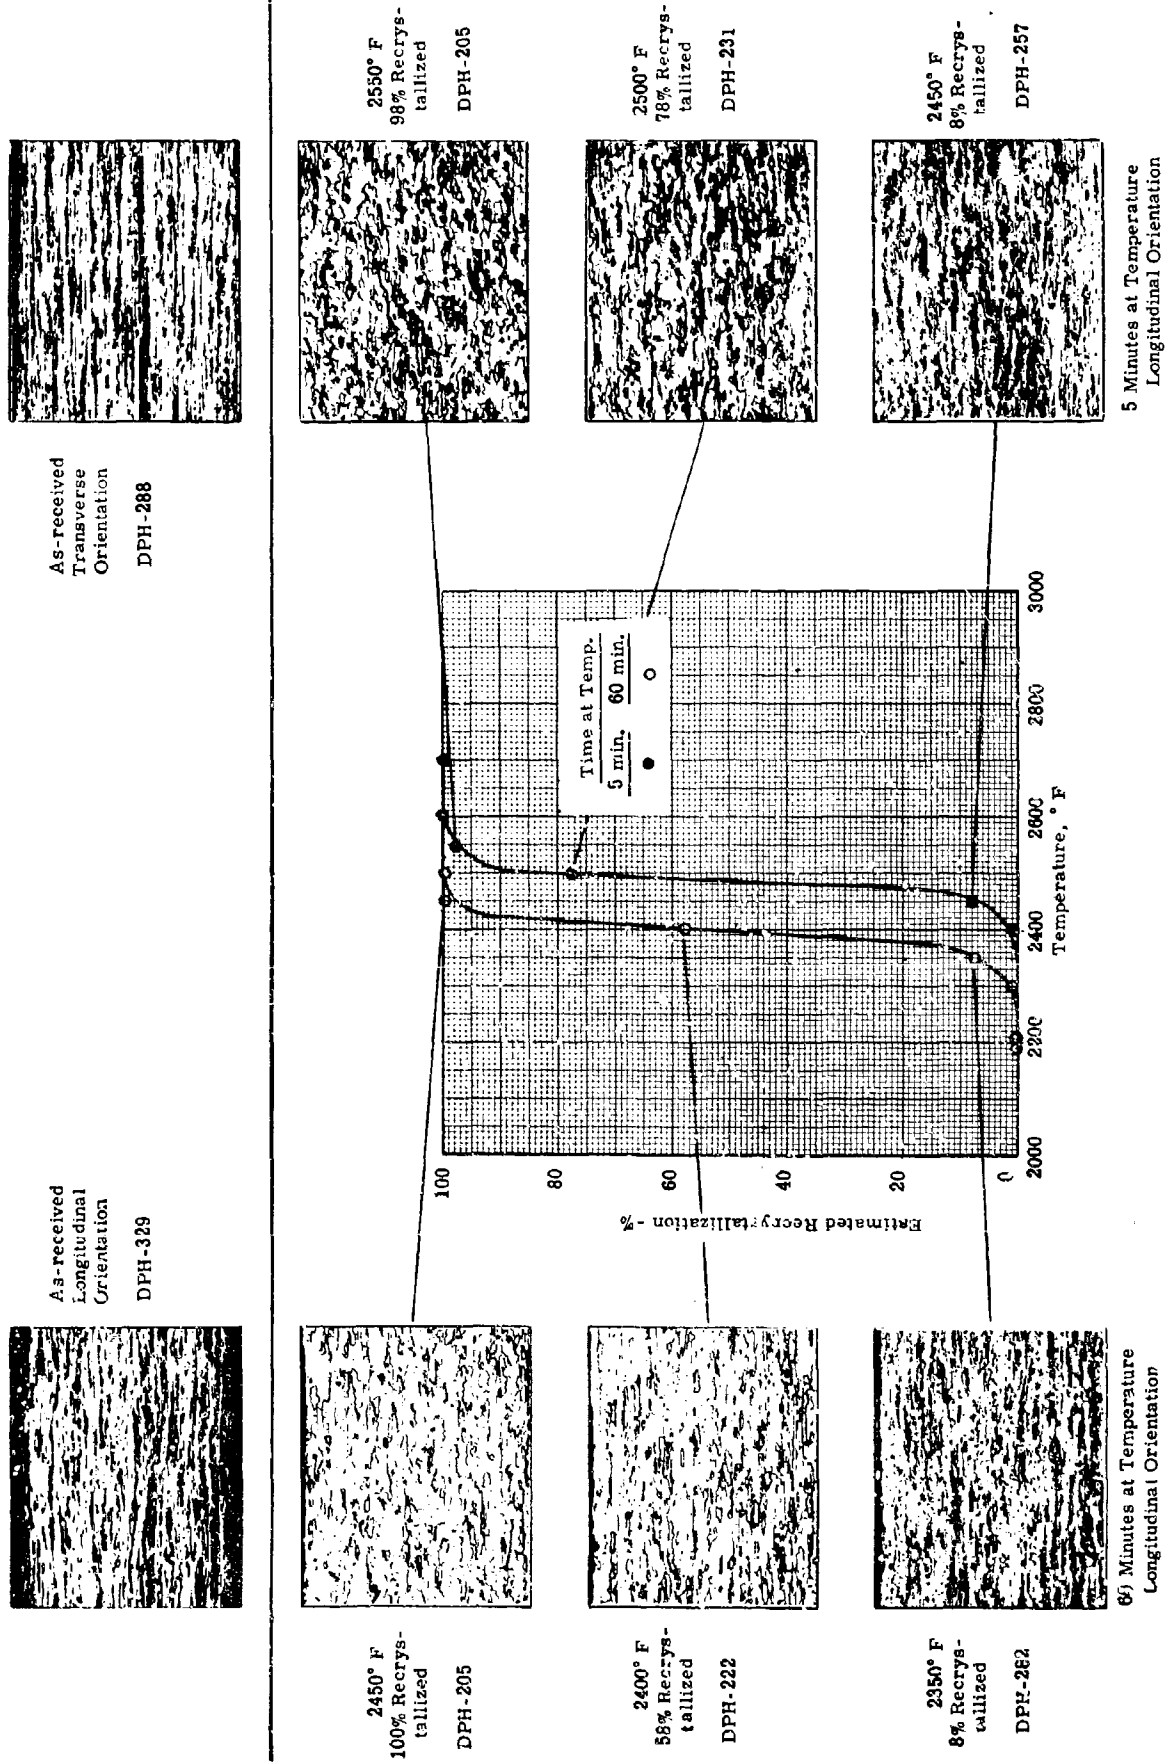 As-received
Longitudinal
Orientation
DPH-329
As-received
Transverse
Orientation
DPH-288
2450° F
100% Recrys-
tallized
DPH-205
2400° F
58% Recrys-
tallized
DPH-222
2350° F
8% Recrys-
tallized
DPH-282
60 Minutes at Temperature
Longitudinal Orientation
Estimated Recrystallization - %
100
80
60
40
20
0
2000
2200
2400
2600
2800
3000
Temperature, ° F
Time at Temp.
5 min. 60 min.
2550° F
98% Recrys-
tallized
DPH-205
2500° F
78% Recrys-
tallized
DPH-231
2450° F
8% Recrys-
tallized
DPH-257
5 Minutes at Temperature
Longitudinal Orientation